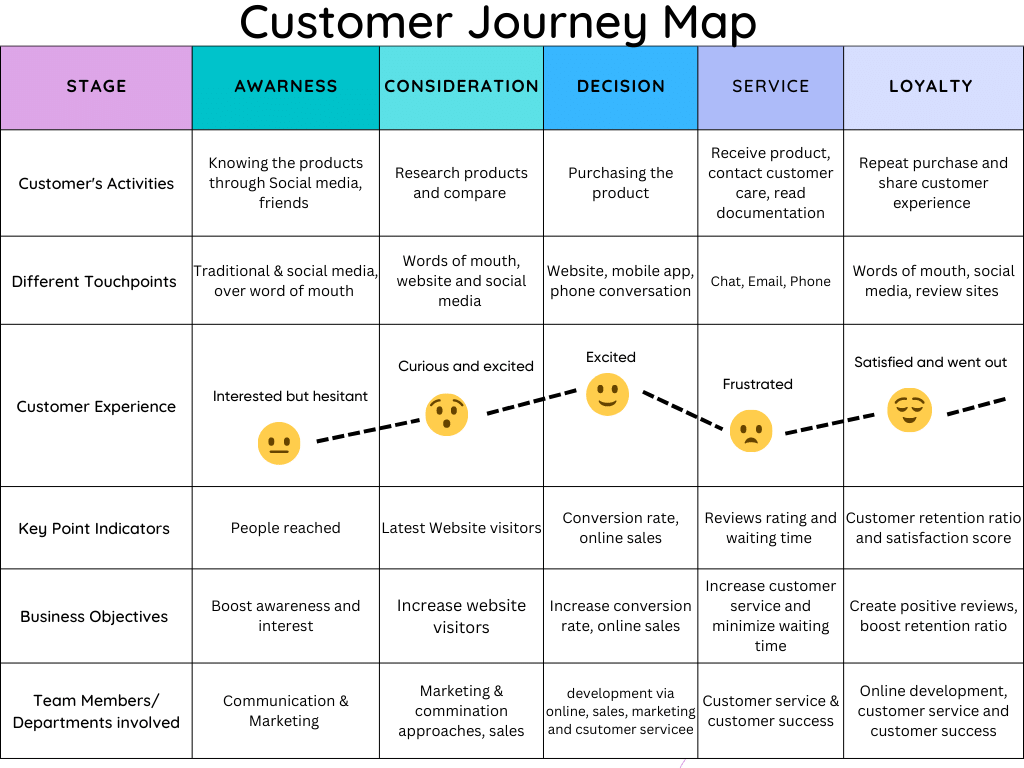 Customer Journey Map
STAGE
AWARNESS
CONSIDERATION
DECISION
SERVICE
LOYALTY
Customer's Activities
Knowing the products
through Social media,
friends
Research products
and compare
Purchasing the
product
Receive product,
contact customer
care, read
documentation
Repeat purchase and
share customer
experience
Different Touchpoints
Traditional & social media,
over word of mouth
Words of mouth,
website and social
media
Website, mobile app,
phone conversation
Chat, Email, Phone
Words of mouth, social
media, review sites
Customer Experience
Interested but hesitant
Curious and excited
Excited
Frustrated
Satisfied and went out
Key Point Indicators
People reached
Latest Website visitors
Conversion rate,
online sales
Reviews rating and
waiting time
Customer retention ratio
and satisfaction score
Business Objectives
Boost awareness and
interest
Increase website
visitors
Increase conversion
rate, online sales
Increase customer
service and
minimize waiting
time
Create positive reviews,
boost retention ratio
Team Members/
Departments involved
Communication &
Marketing
Marketing &
commination
approaches, sales
development via
online, sales, marketing
and csutomer servicee
Customer service &
customer success
Online development,
customer service and
customer success